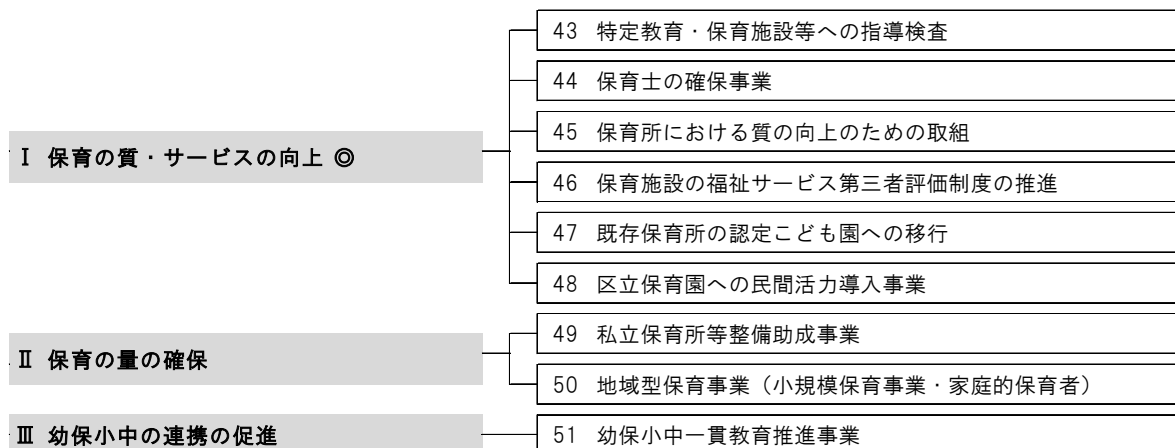 Ⅰ 保育の質・サービスの向上 ◎
43 特定教育・保育施設等への指導検査
44 保育士の確保事業
45 保育所における質の向上のための取組
46 保育施設の福祉サービス第三者評価制度の推進
47 既存保育所の認定こども園への移行
48 区立保育園への民間活力導入事業
Ⅱ 保育の量の確保
49 私立保育所等整備助成事業
50 地域型保育事業（小規模保育事業・家庭的保育者）
Ⅲ 幼保小中の連携の促進
51 幼保小中一貫教育推進事業